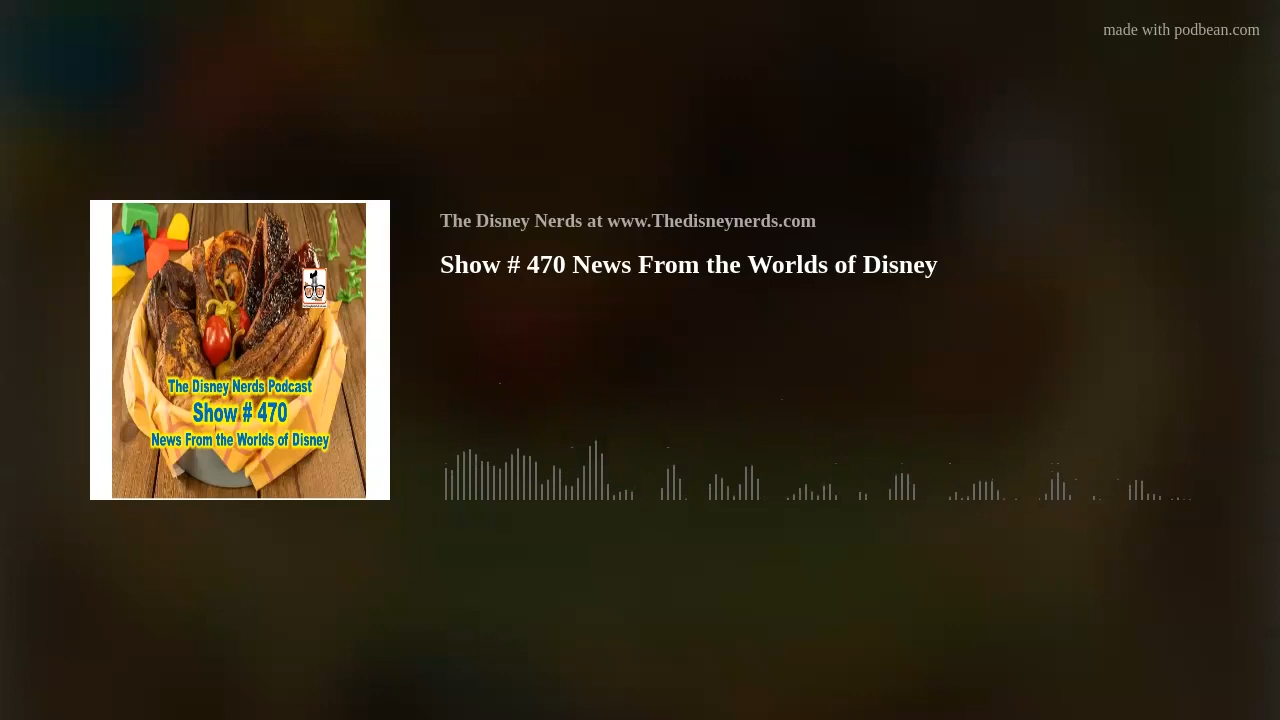 made with podbean.com
The Disney Nerds at www.Thedisneynerds.com
Show # 470 News From the Worlds of Disney
The Disney Nerds Podcast
Show # 470
News From the Worlds of Disney